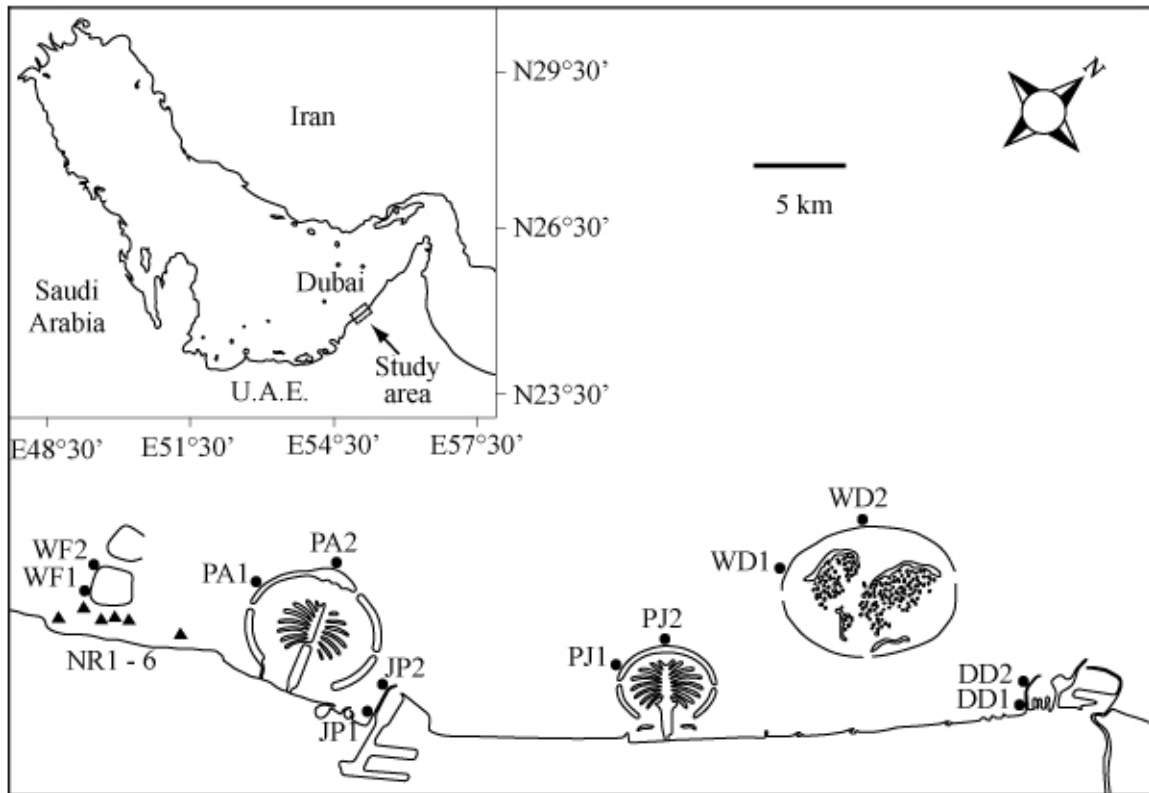 N29°30’
N
Iran
5 km
N26°30’
Dubai
Saudi
Arabia
Study
area
U.A.E.
N23°30’
E48°30’
E51°30’
E54°30’
E57°30’
WD2
WF2
PA2
WD1
WF1
PA1
PJ2
NR1 - 6
JP2
PJ1
DD2
DD1
JP1